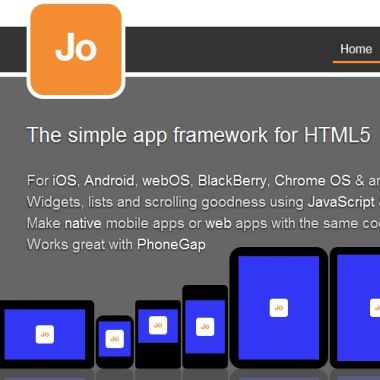 Jo
Home
The simple app framework for HTML5
For iOS, Android, webOS, BlackBerry, Chrome OS &
Widgets, lists and scrolling goodness using JavaScript
Make native mobile apps or web apps with the same
Works great with PhoneGap
Jo
Jo
Jo
Jo
Jo
Jo